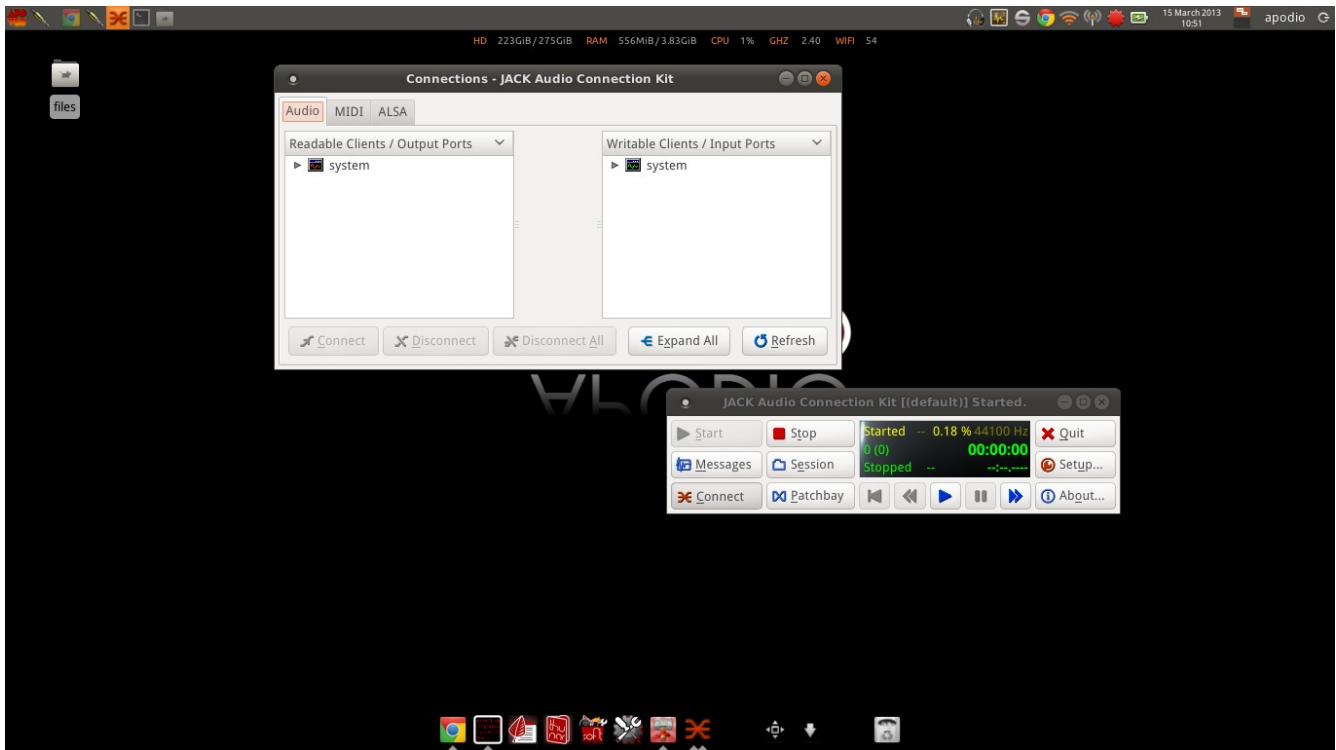 15 March 2013
10:51
apodio
HD 223GiB/275GiB RAM 556MiB/3.83GiB CPU 1% GHZ 2.40 WIFI 54
files
Connections - JACK Audio Connection Kit
Audio MIDI ALSA
Readable Clients / Output Ports
Writable Clients / Input Ports
system
system
Connect Disconnect Disconnect All Expand All Refresh
JACK Audio Connection Kit [(default)] Started.
Start Stop
Started -- 0.18 % 44100 Hz
Quit
0 (0) 00:00:00
Messages Session
Stopped -- --:--.----
Setup...
Connect Patchbay
About...